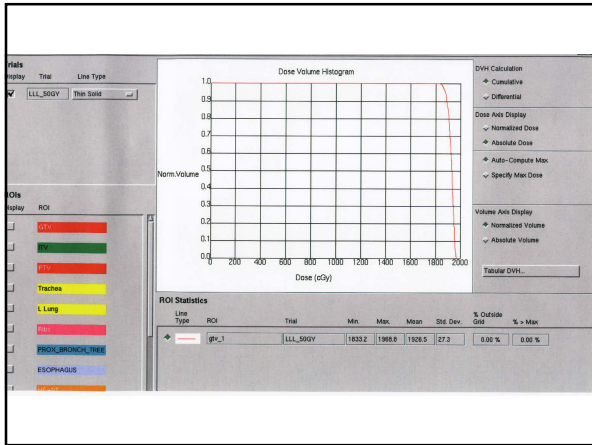 rials
isplay Trial Line Type
LLL_50GY Thin Solid
OIs
isplay ROI
GTV
ITV
Trachea
L Lung
PROX_BRONCH_TREE
ESOPHAGUS
Dose Volume Histogram
Norm.Volume
1.0
0.9
0.8
0.7
0.6
0.5
0.4
0.3
0.2
0.1
0.0
0 200 400 600 800 1000 1200 1400 1600 1800 2000
Dose (cGy)
DVH Calculation
Cumulative
Differential
Dose Axis Display
Normalized Dose
Absolute Dose
Auto-Compute Max
Specify Max Dose
Volume Axis Display
Normalized Volume
Absolute Volume
Tabular DVH...
ROI Statistics
Line Type ROI Trial Min. Max. Mean Std. Dev. % Outside Grid % > Max
gtv_1 LLL_50GY 1833.2 1968.6 1926.5 27.3 0.00 % 0.00 %